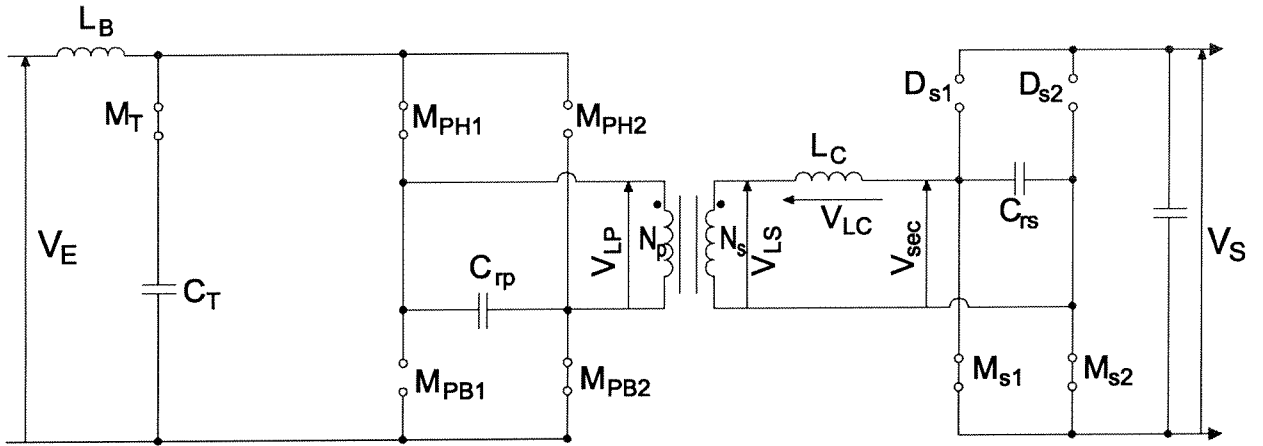 L_B
M_T
M_PH1
M_PH2
D_s1
D_s2
L_C
C_rs
V_LC
V_E
C_T
C_rp
V_LP
N_p
N_s
V_LS
V_sec
V_S
M_PB1
M_PB2
M_s1
M_s2